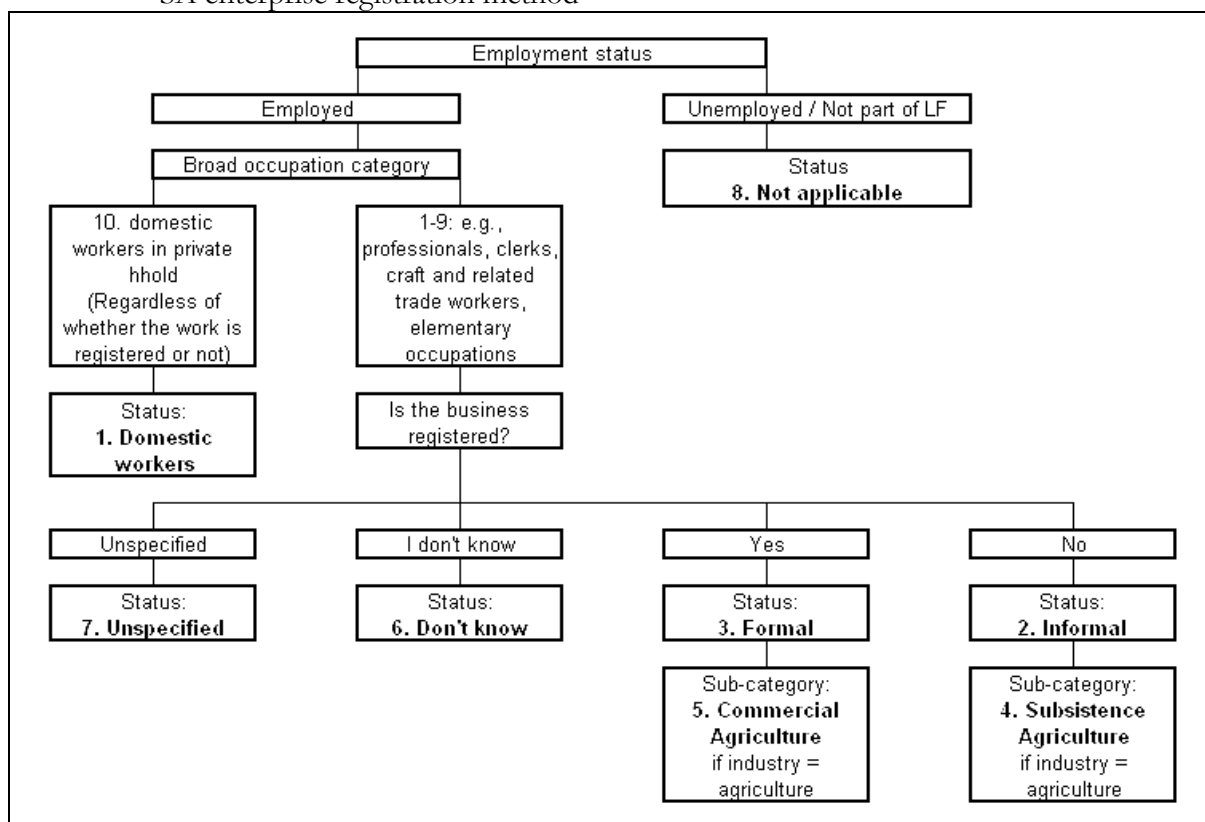 SA enterprise registration method
Employment status
Employed
Unemployed / Not part of LF
Broad occupation category
Status
8. Not applicable
10. domestic
workers in private
hhold
(Regardless of
whether the work is
registered or not)
1-9: e.g.,
professionals, clerks,
craft and related
trade workers,
elementary
occupations
Status:
1. Domestic
workers
Is the business
registered?
Unspecified
I don't know
Yes
No
Status:
7. Unspecified
Status:
6. Don't know
Status:
3. Formal
Status:
2. Informal
Sub-category:
5. Commercial
Agriculture
if industry =
agriculture
Sub-category:
4. Subsistence
Agriculture
if industry =
agriculture